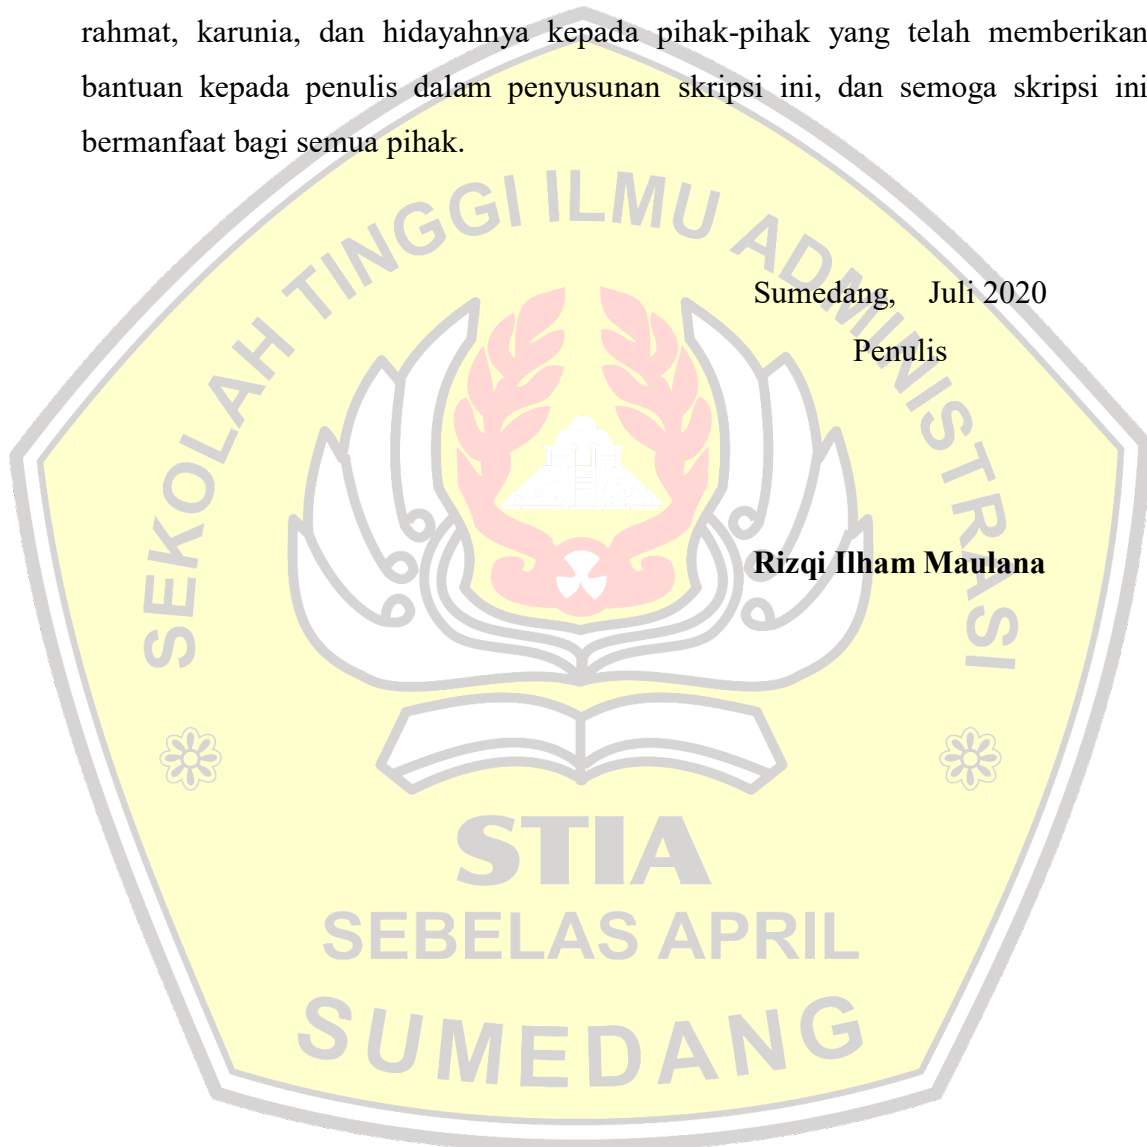 rahmat, karunia, dan hidayahnya kepada pihak-pihak yang telah memberikan
bantuan kepada penulis dalam penyusunan skripsi ini, dan semoga skripsi ini
bermanfaat bagi semua pihak.
SEKOLAH TINGGI ILMU ADMINISTRASI
Sumedang, Juli 2020
Penulis
Rizqi Ilham Maulana
STIA
SEBELAS APRIL
SUMEDANG